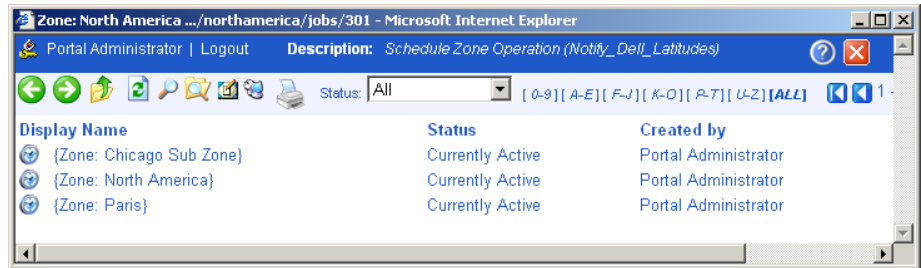 Zone: North America .../northamerica/jobs/301 - Microsoft Internet Explorer
Portal Administrator | Logout Description: Schedule Zone Operation (Notify_Dell_Latitudes)
Status: All [ 0-9][ A-E][ F-J][ K-O][ P-T][ U-Z][ALL] 1 -
Display Name Status Created by
{Zone: Chicago Sub Zone} Currently Active Portal Administrator
{Zone: North America} Currently Active Portal Administrator
{Zone: Paris} Currently Active Portal Administrator